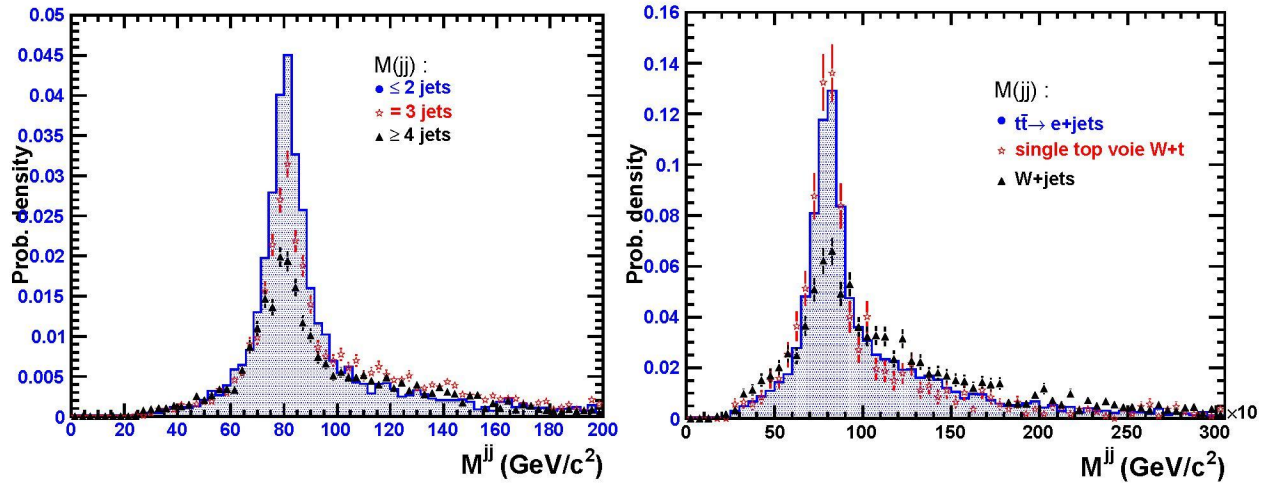 0.05
0.045
0.04
0.035
0.03
0.025
0.02
0.015
0.01
0.005
0
Prob. density
M(jj) :
≤ 2 jets
= 3 jets
≥ 4 jets
0 20 40 60 80 100 120 140 160 180 200
M^jj (GeV/c²)
0.16
0.14
0.12
0.1
0.08
0.06
0.04
0.02
0
Prob. density
M(jj) :
tt̄→ e+jets
single top voie W+t
W+jets
0 50 100 150 200 250 300
×10
M^jj (GeV/c²)